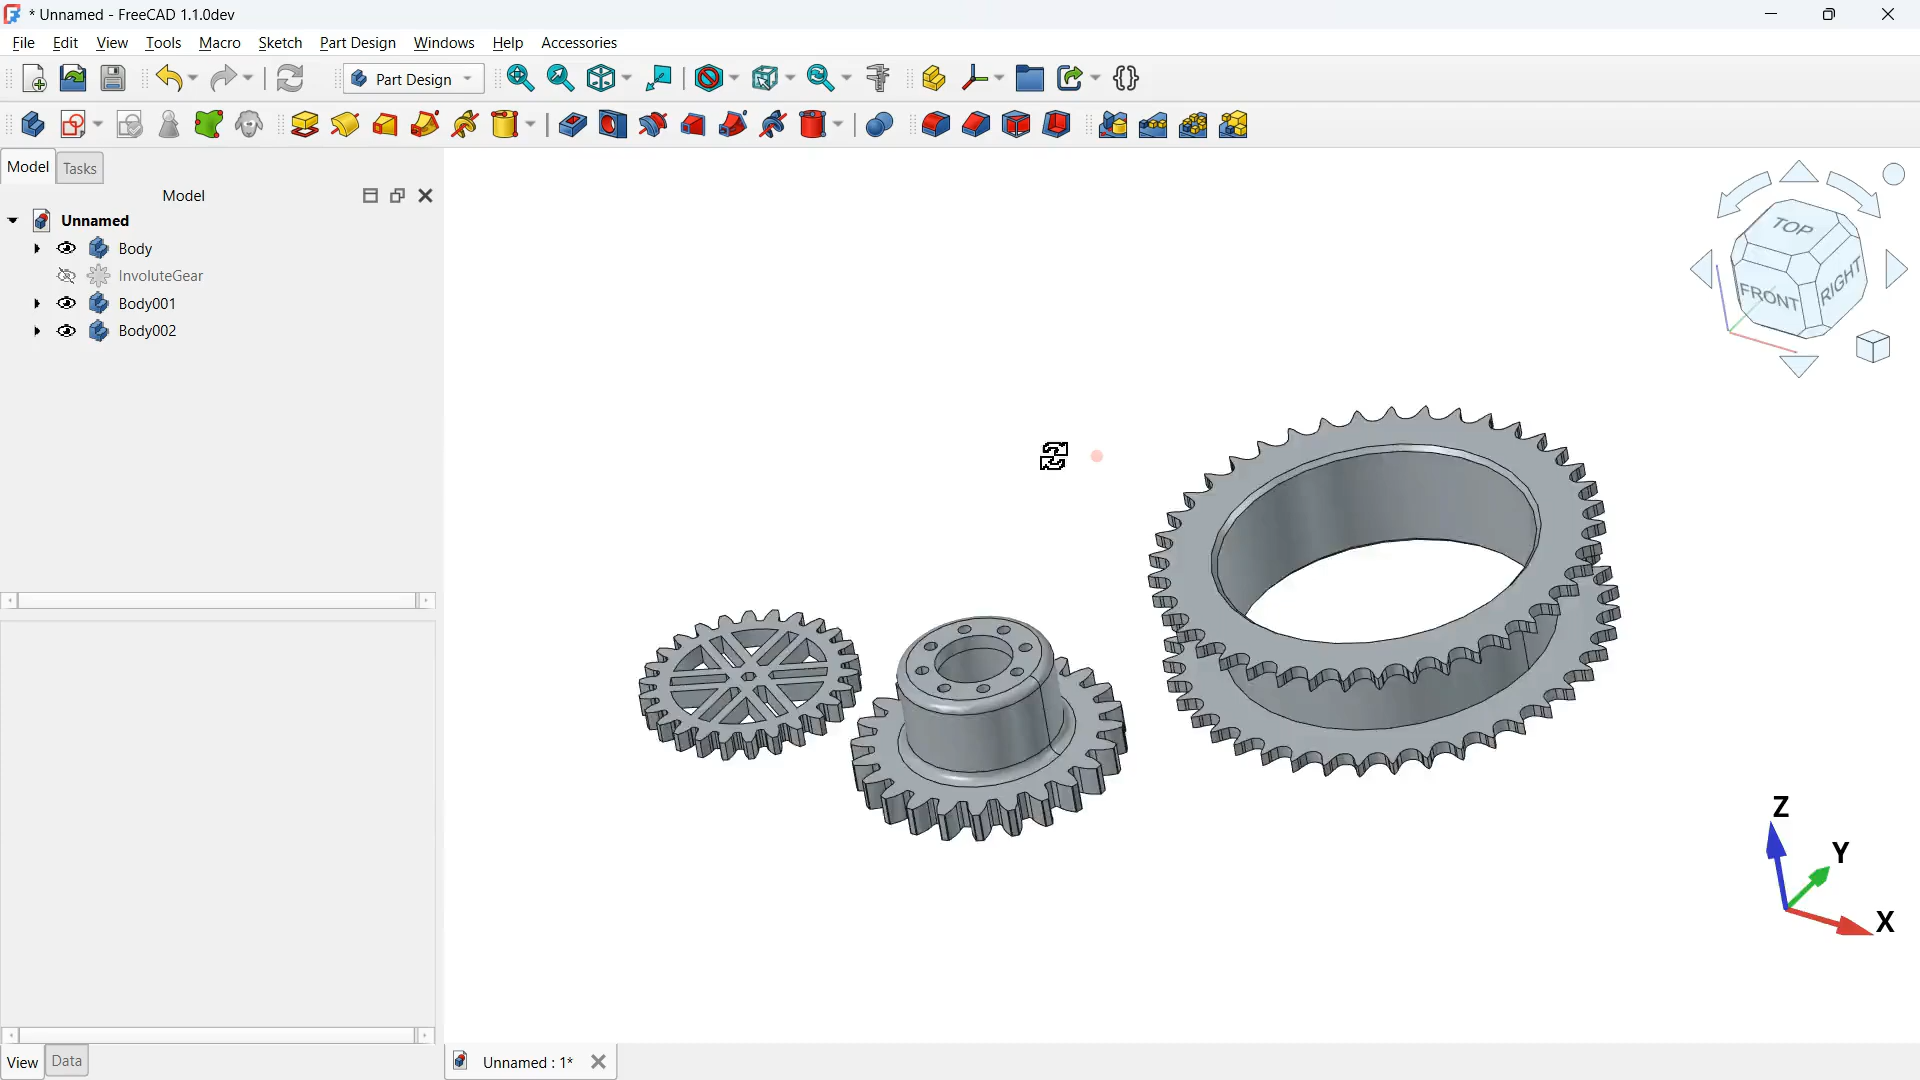 * Unnamed - FreeCAD 1.1.0dev
File Edit View Tools Macro Sketch Part Design Windows Help Accessories
Part Design
Model Tasks
Model
Unnamed
Body
InvoluteGear
Body001
Body002
TOP
FRONT
RIGHT
Z
Y
X
View Data
Unnamed : 1*